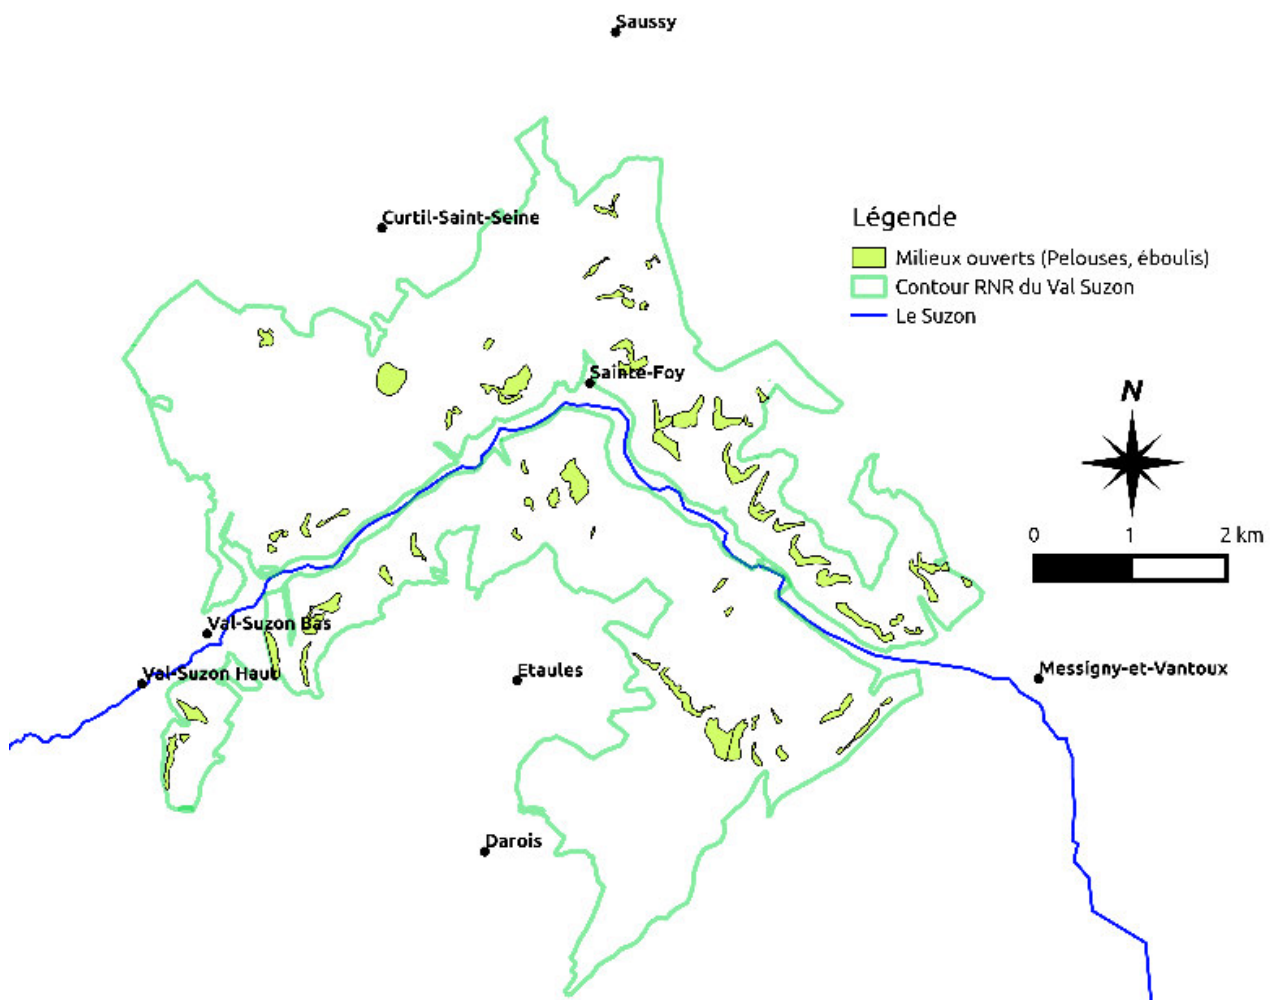 Saussy
Curtil-Saint-Seine
Légende
Milieux ouverts (Pelouses, éboulis)
Contour RNR du Val Suzon
Le Suzon
Sainte-Foy
N
0 1 2 km
Val-Suzon Bas
Val-Suzon Haut
Etaules
Messigny-et-Vantoux
Darois